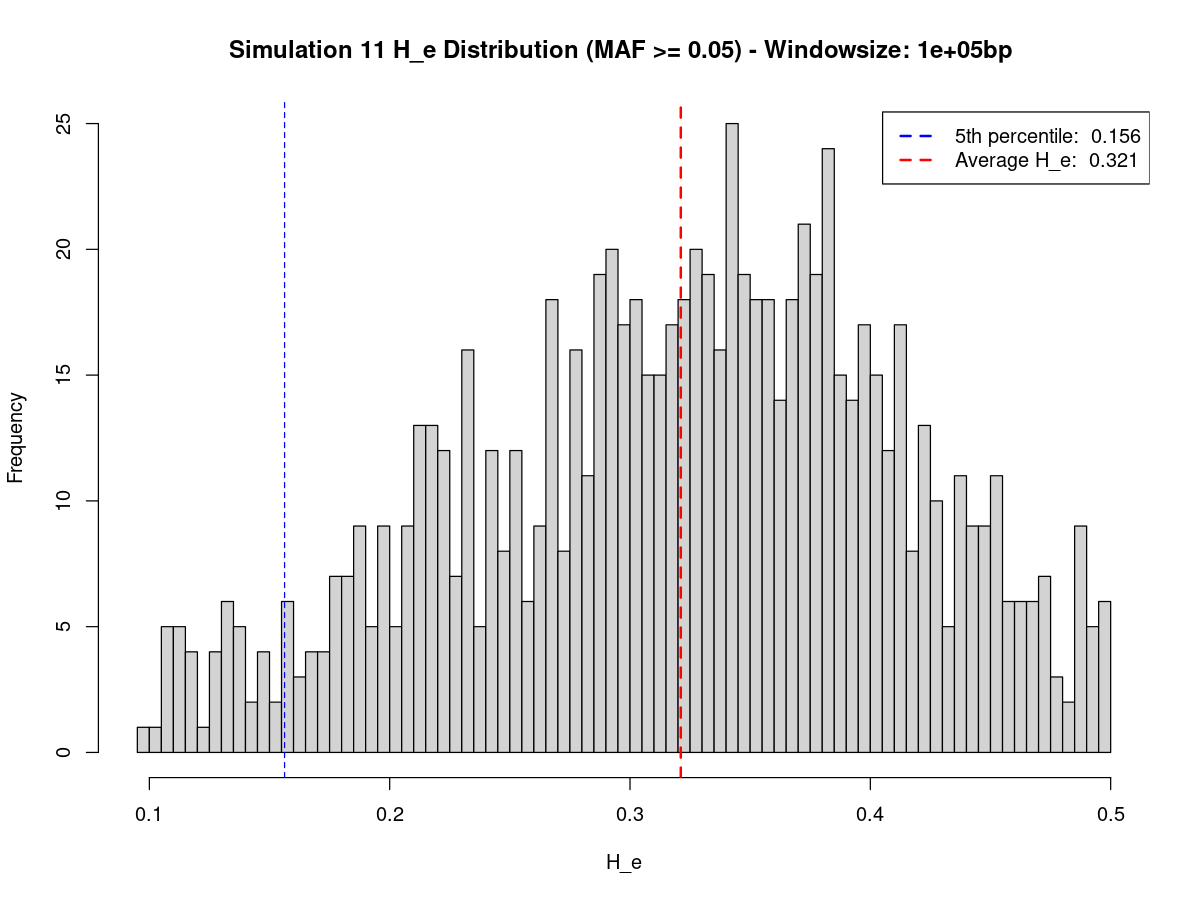 Simulation 11 H_e Distribution (MAF >= 0.05) - Windowsize: 1e+05bp
5th percentile: 0.156
Average H_e: 0.321
Frequency
25
20
15
10
5
0
0.1 0.2 0.3 0.4 0.5
H_e